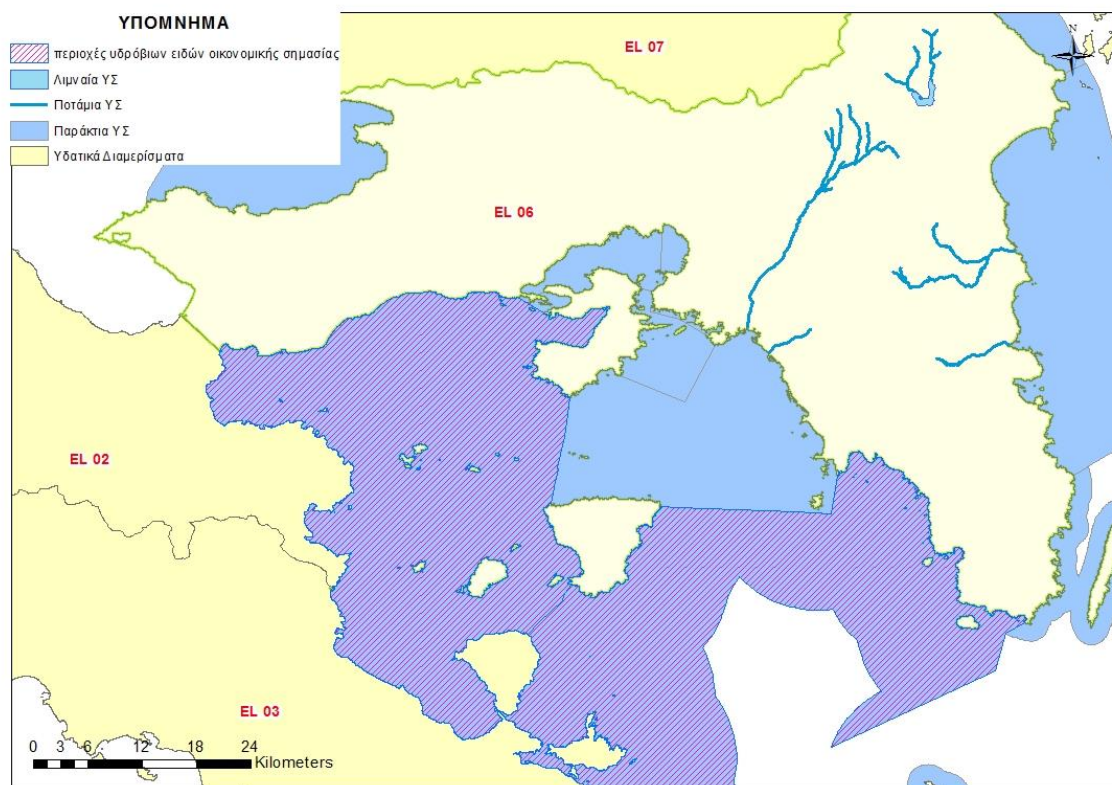 ΥΠΟΜΝΗΜΑ
περιοχές υδρόβιων ειδών οικονομικής σημασίας
Λιμναία ΥΣ
Ποτάμια ΥΣ
Παράκτια ΥΣ
Υδατικά Διαμερίσματα
N
EL 07
EL 06
EL 02
EL 03
0 3 6 12 18 24
Kilometers